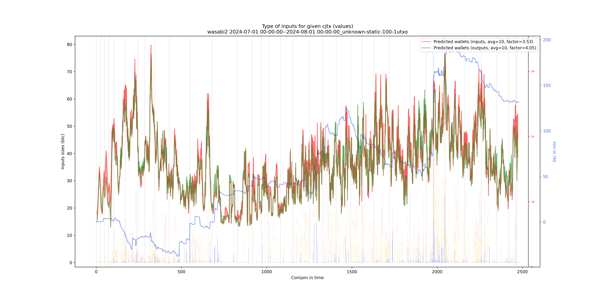 Type of inputs for given cjtx (values)
wasabi2 2024-07-01 00-00-00--2024-08-01 00-00-00_unknown-static-100-1utxo
Predicted wallets (inputs, avg=10, factor=3.53)
Predicted wallets (outputs, avg=10, factor=4.05)
80
70
60
50
40
30
20
10
0
Inputs sizes (btc)
0
500
1000
1500
2000
2500
Coinjoin in time
200
150
100
50
0
btc in mix